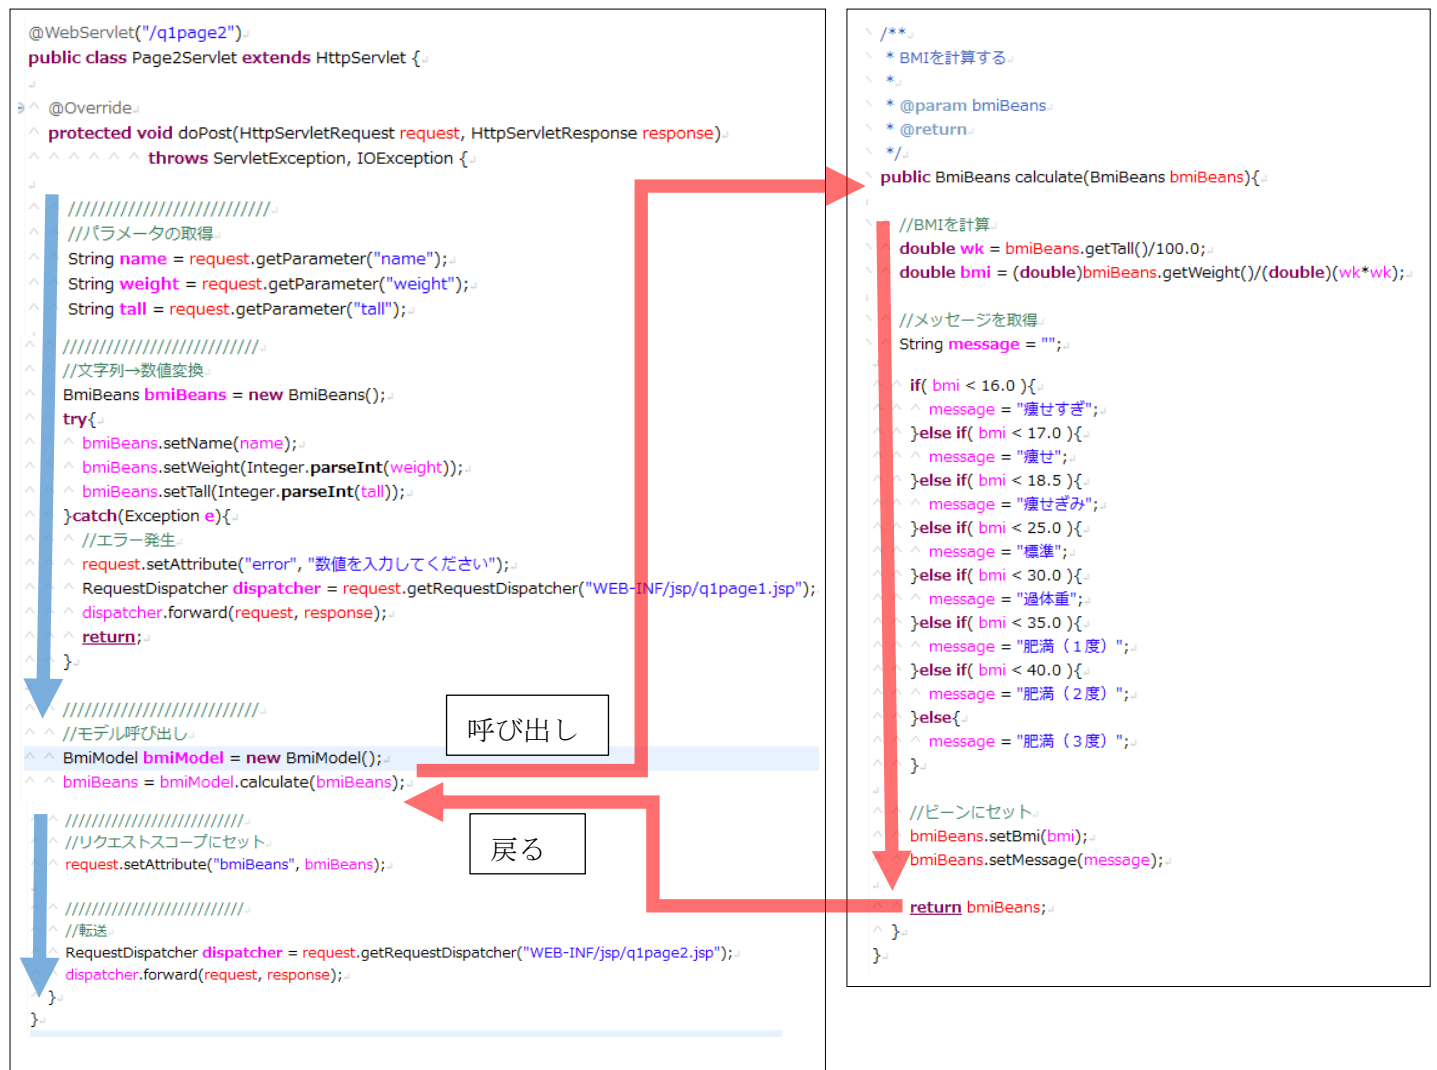 @WebServlet("/q1page2")
public class Page2Servlet extends HttpServlet {
@Override
protected void doPost(HttpServletRequest request, HttpServletResponse response)
throws ServletException, IOException {
///////////////////////////
//パラメータの取得
String name = request.getParameter("name");
String weight = request.getParameter("weight");
String tall = request.getParameter("tall");
///////////////////////////
//文字列→数値変換
BmiBeans bmiBeans = new BmiBeans();
try{
bmiBeans.setName(name);
bmiBeans.setWeight(Integer.parseInt(weight));
bmiBeans.setTall(Integer.parseInt(tall));
}catch(Exception e){
//エラー発生
request.setAttribute("error", "数値を入力してください");
RequestDispatcher dispatcher = request.getRequestDispatcher("WEB-INF/jsp/q1page1.jsp");
dispatcher.forward(request, response);
return;
}
///////////////////////////
//モデル呼び出し
BmiModel bmiModel = new BmiModel();
bmiBeans = bmiModel.calculate(bmiBeans);
///////////////////////////
//リクエストスコープにセット
request.setAttribute("bmiBeans", bmiBeans);
///////////////////////////
//転送
RequestDispatcher dispatcher = request.getRequestDispatcher("WEB-INF/jsp/q1page2.jsp");
dispatcher.forward(request, response);
}
}
呼び出し
戻る
/**
* BMIを計算する
*
* @param bmiBeans
* @return
*/
public BmiBeans calculate(BmiBeans bmiBeans){
//BMIを計算
double wk = bmiBeans.getTall()/100.0;
double bmi = (double)bmiBeans.getWeight()/(double)(wk*wk);
//メッセージを取得
String message = "";
if( bmi < 16.0 ){
message = "痩せすぎ";
}else if( bmi < 17.0 ){
message = "痩せ";
}else if( bmi < 18.5 ){
message = "痩せぎみ";
}else if( bmi < 25.0 ){
message = "標準";
}else if( bmi < 30.0 ){
message = "過体重";
}else if( bmi < 35.0 ){
message = "肥満（１度）";
}else if( bmi < 40.0 ){
message = "肥満（２度）";
}else{
message = "肥満（３度）";
}
//ビーンにセット
bmiBeans.setBmi(bmi);
bmiBeans.setMessage(message);
return bmiBeans;
}
}